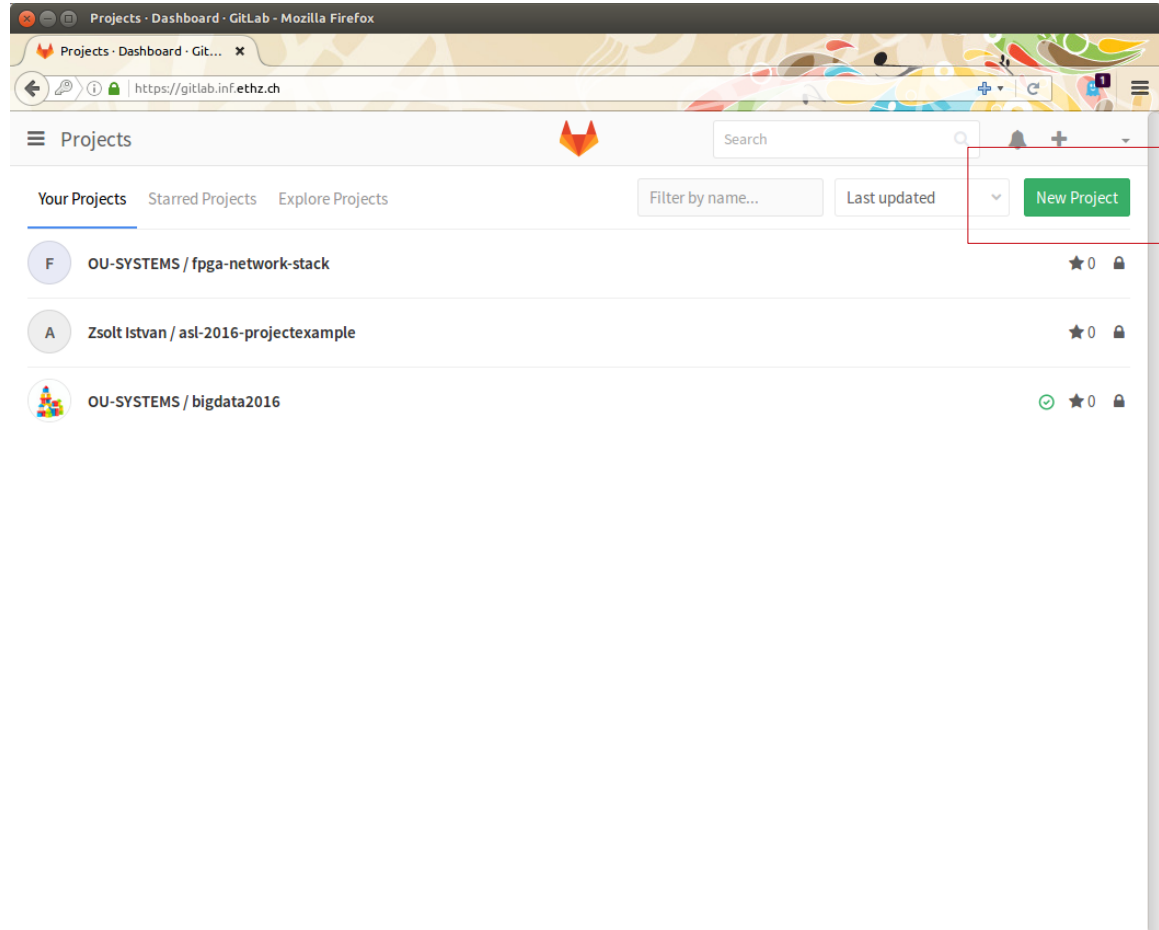 Projects · Dashboard · GitLab - Mozilla Firefox
Projects · Dashboard · Git...
https://gitlab.inf.ethz.ch
1
Projects
Search
Your Projects Starred Projects Explore Projects Filter by name... Last updated New Project
F OU-SYSTEMS / fpga-network-stack 0
A Zsolt Istvan / asl-2016-projectexample 0
OU-SYSTEMS / bigdata2016 0